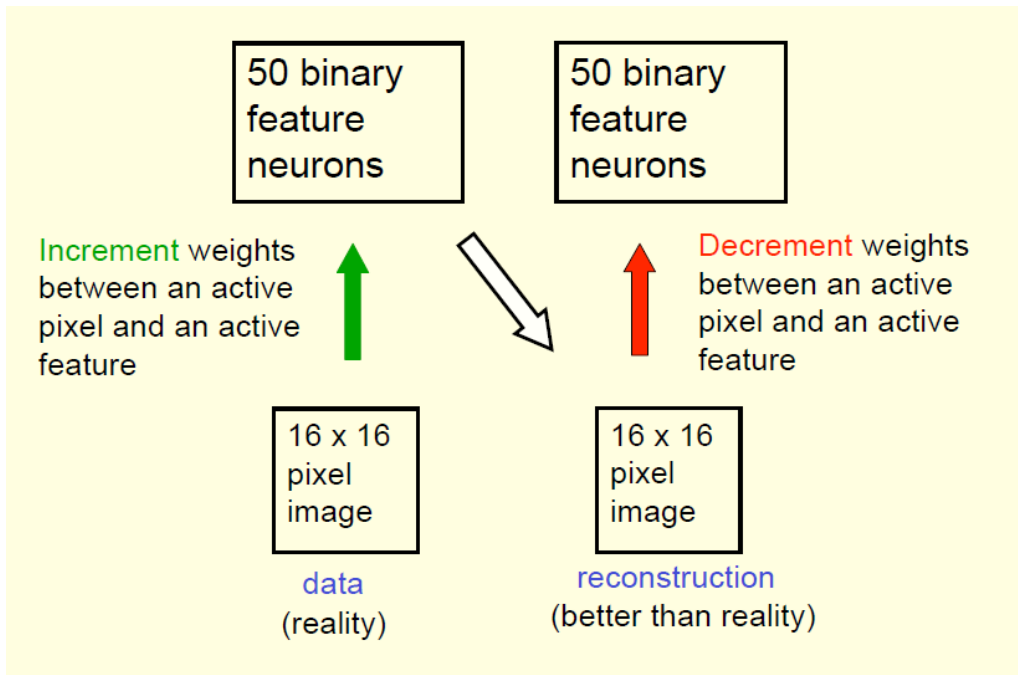 50 binary
feature
neurons
50 binary
feature
neurons
Increment weights
between an active
pixel and an active
feature
Decrement weights
between an active
pixel and an active
feature
16 x 16
pixel
image
16 x 16
pixel
image
data
(reality)
reconstruction
(better than reality)